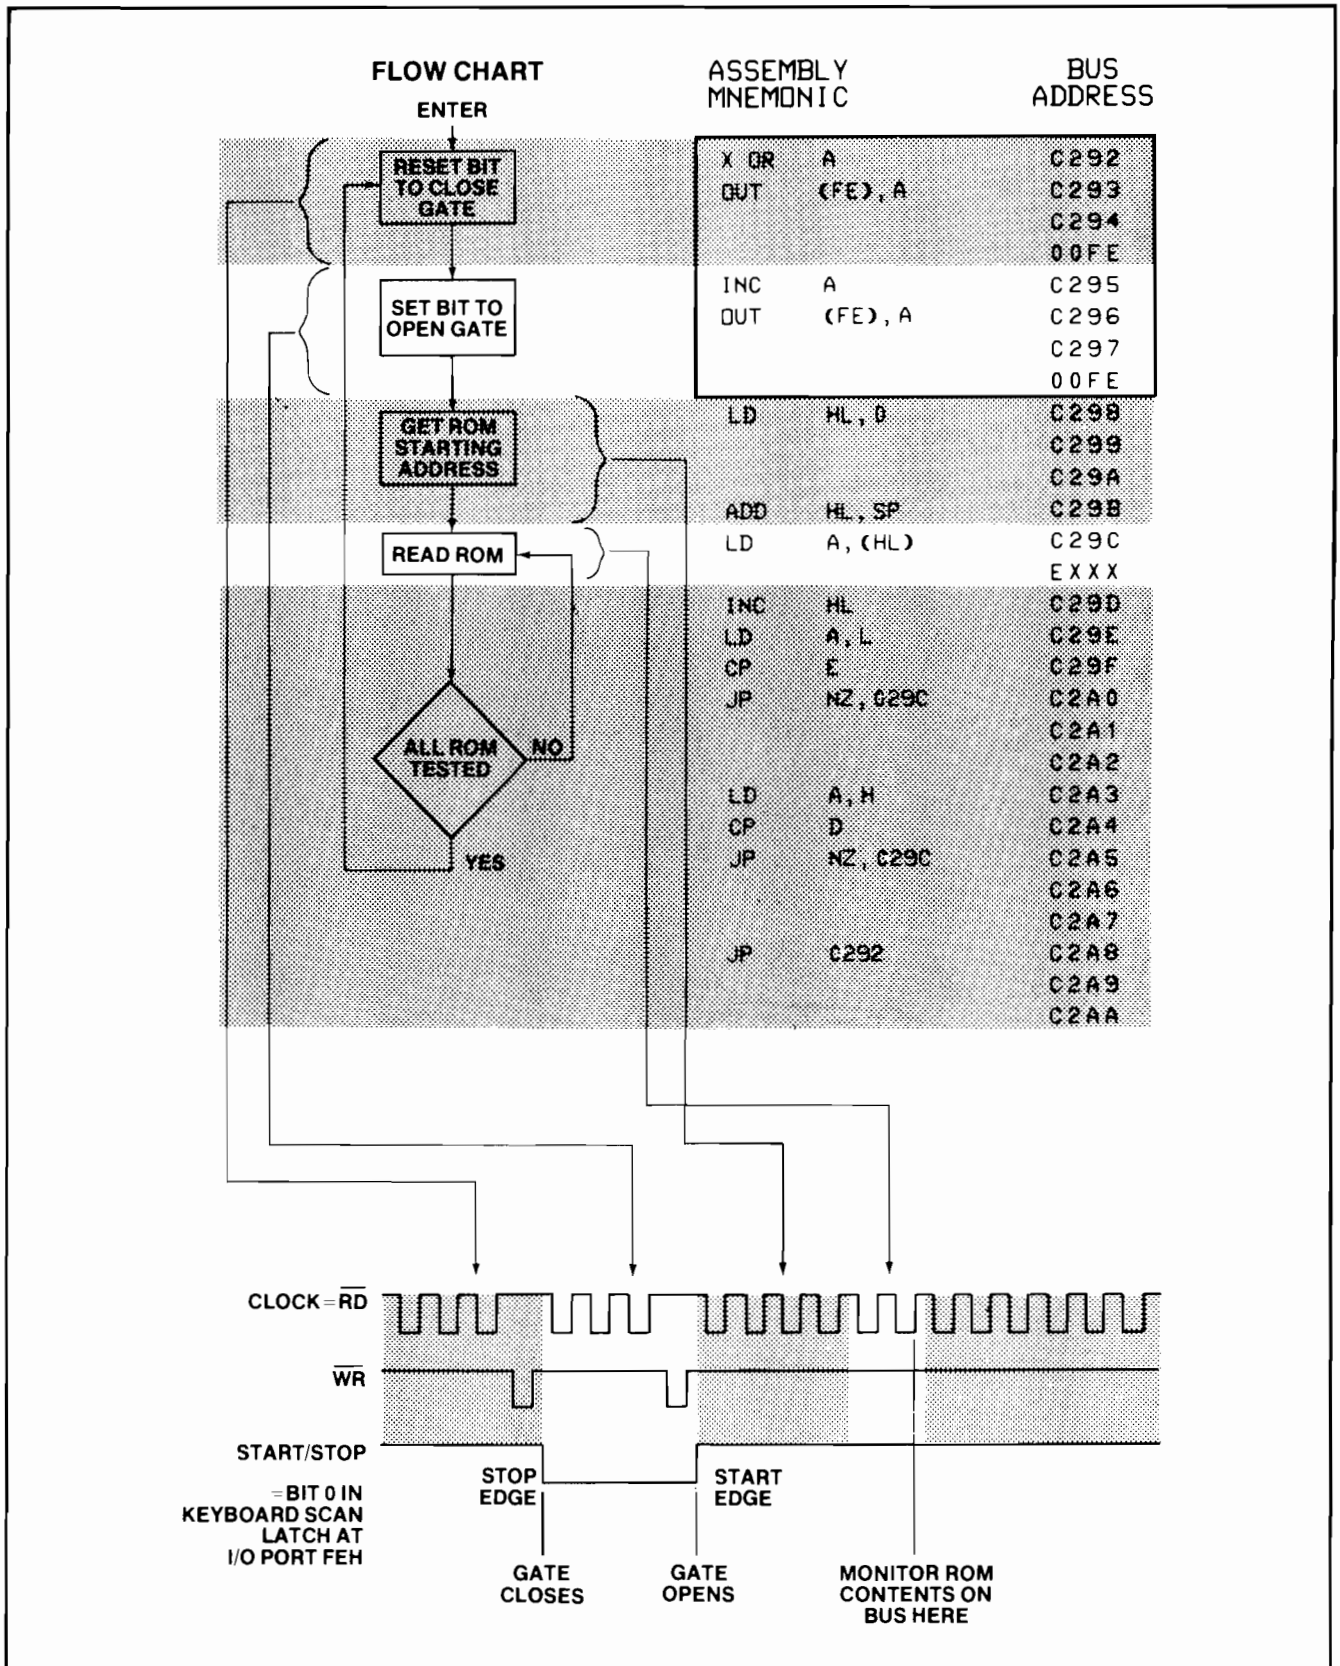 FLOW CHART
ENTER
RESET BIT
TO CLOSE
GATE
SET BIT TO
OPEN GATE
GET ROM
STARTING
ADDRESS
READ ROM
ALL ROM
TESTED
NO
YES
ASSEMBLY BUS
MNEMONIC ADDRESS
X OR A C292
OUT (FE), A C293
C294
00FE
INC A C295
OUT (FE), A C296
C297
00FE
LD HL, 0 C298
C299
C29A
ADD HL, SP C29B
LD A, (HL) C29C
EXXX
INC HL C29D
LD A, L C29E
CP E C29F
JP NZ, C29C C2A0
C2A1
C2A2
LD A, H C2A3
CP D C2A4
JP NZ, C29C C2A5
C2A6
C2A7
JP C292 C2A8
C2A9
C2AA
CLOCK = R̅D̅
W̅R̅
START/STOP
=BIT 0 IN
KEYBOARD SCAN
LATCH AT
I/O PORT FEH
STOP
EDGE
START
EDGE
GATE
CLOSES
GATE
OPENS
MONITOR ROM
CONTENTS ON
BUS HERE